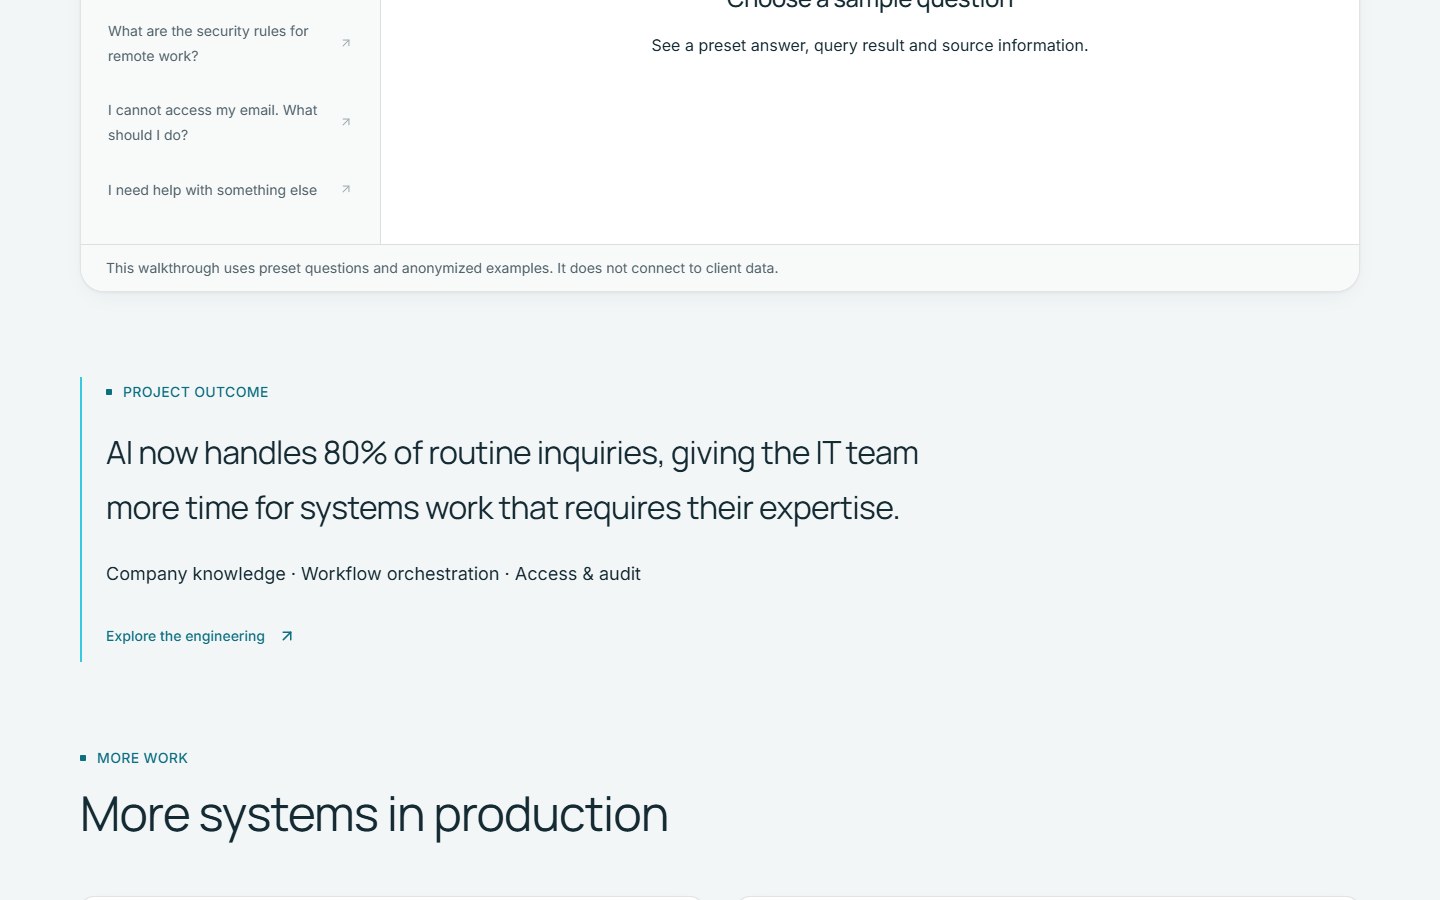 Choose a sample question
See a preset answer, query result and source information.
What are the security rules for
remote work?
I cannot access my email. What
should I do?
I need help with something else
This walkthrough uses preset questions and anonymized examples. It does not connect to client data.
PROJECT OUTCOME
AI now handles 80% of routine inquiries, giving the IT team
more time for systems work that requires their expertise.
Company knowledge · Workflow orchestration · Access & audit
Explore the engineering
MORE WORK
More systems in production